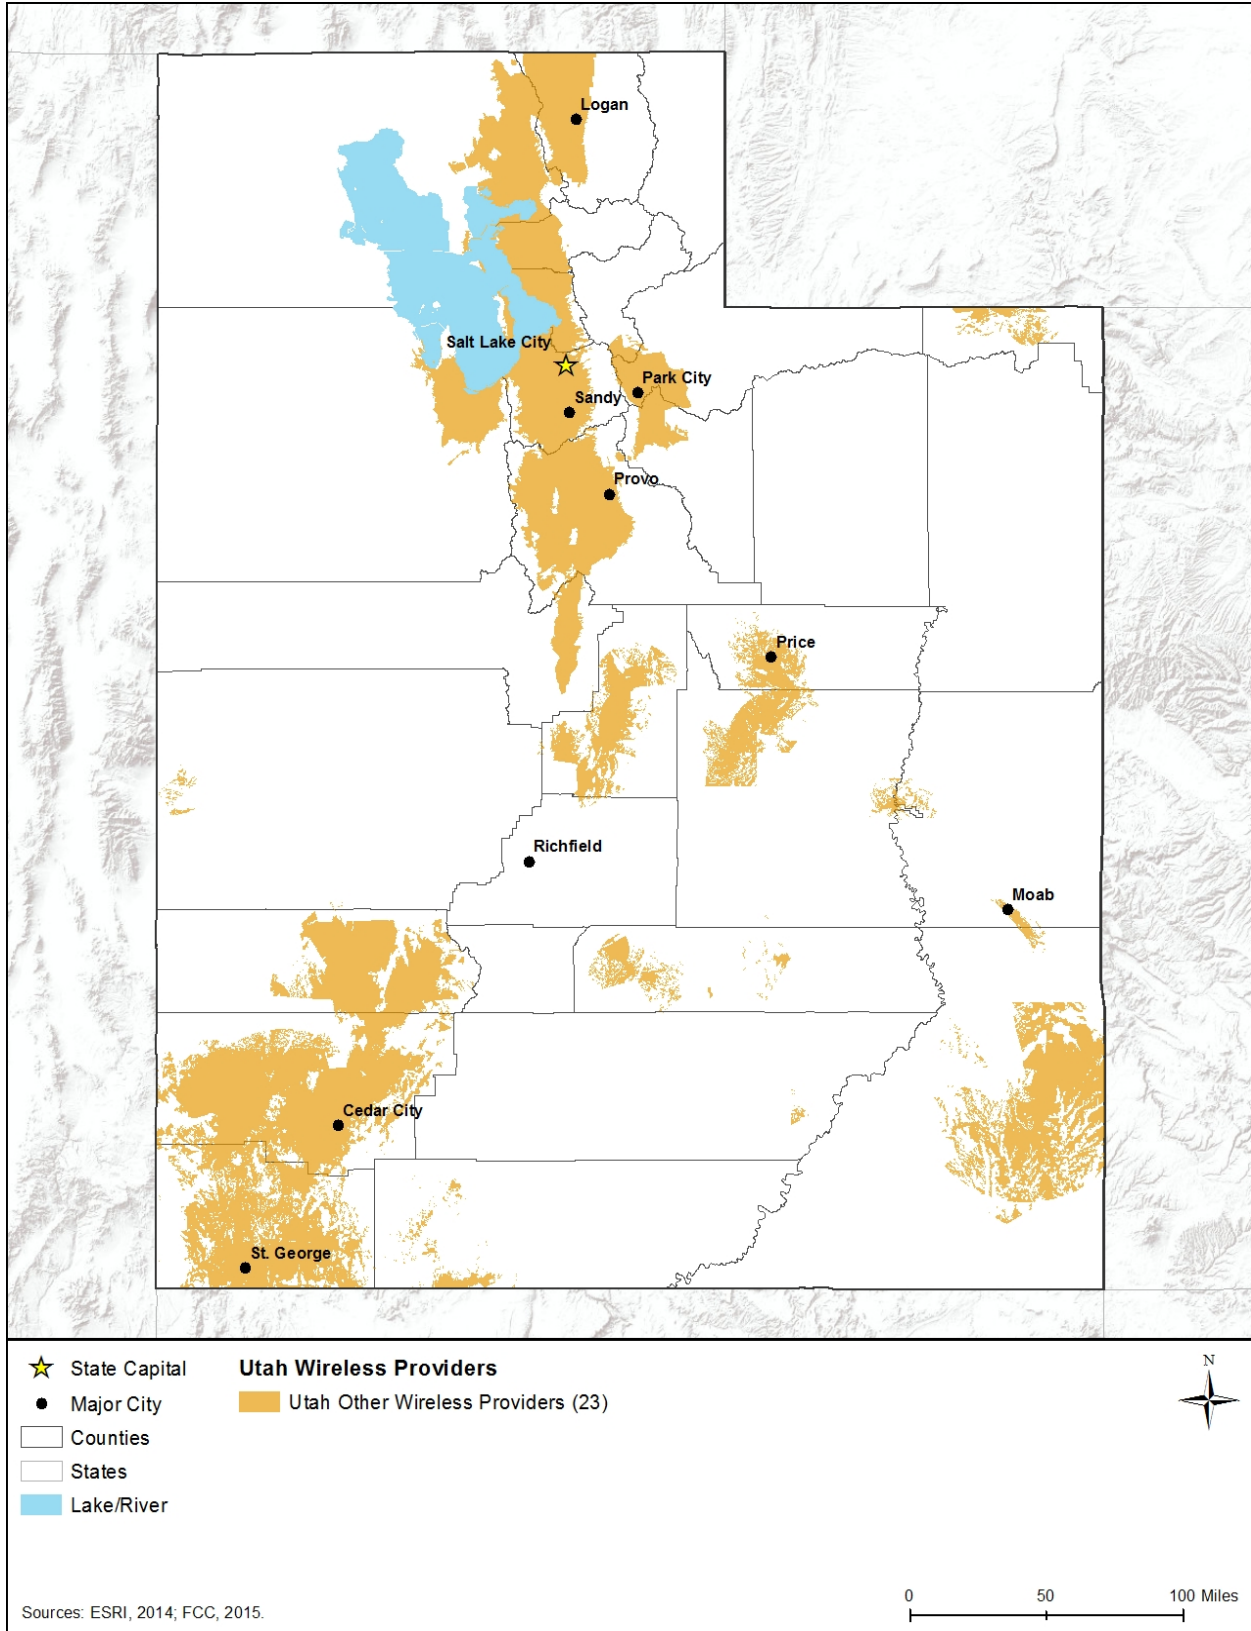 Logan
Salt Lake City
Park City
Sandy
Provo
Price
Richfield
Moab
Cedar City
St. George
State Capital
Major City
Counties
States
Lake/River
Utah Wireless Providers
Utah Other Wireless Providers (23)
N
Sources: ESRI, 2014; FCC, 2015.
0 50 100 Miles